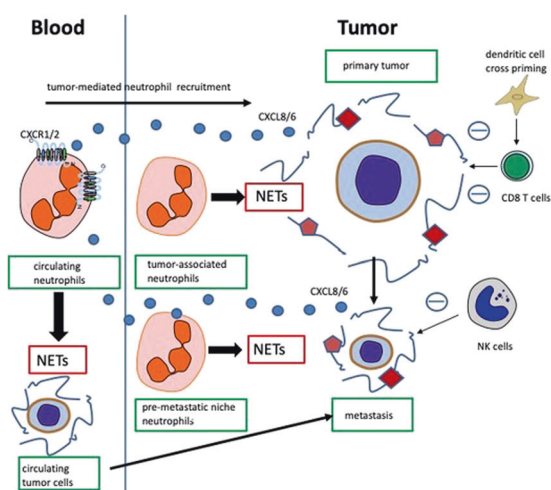 Blood
Tumor
tumor-mediated neutrophil recruitment
primary tumor
dendritic cell
cross priming
CXCR1/2
CXCL8/6
NETs
CD8 T cells
circulating
neutrophils
tumor-associated
neutrophils
CXCL8/6
NETs
NETs
NK cells
pre-metastatic niche
neutrophils
metastasis
circulating
tumor cells